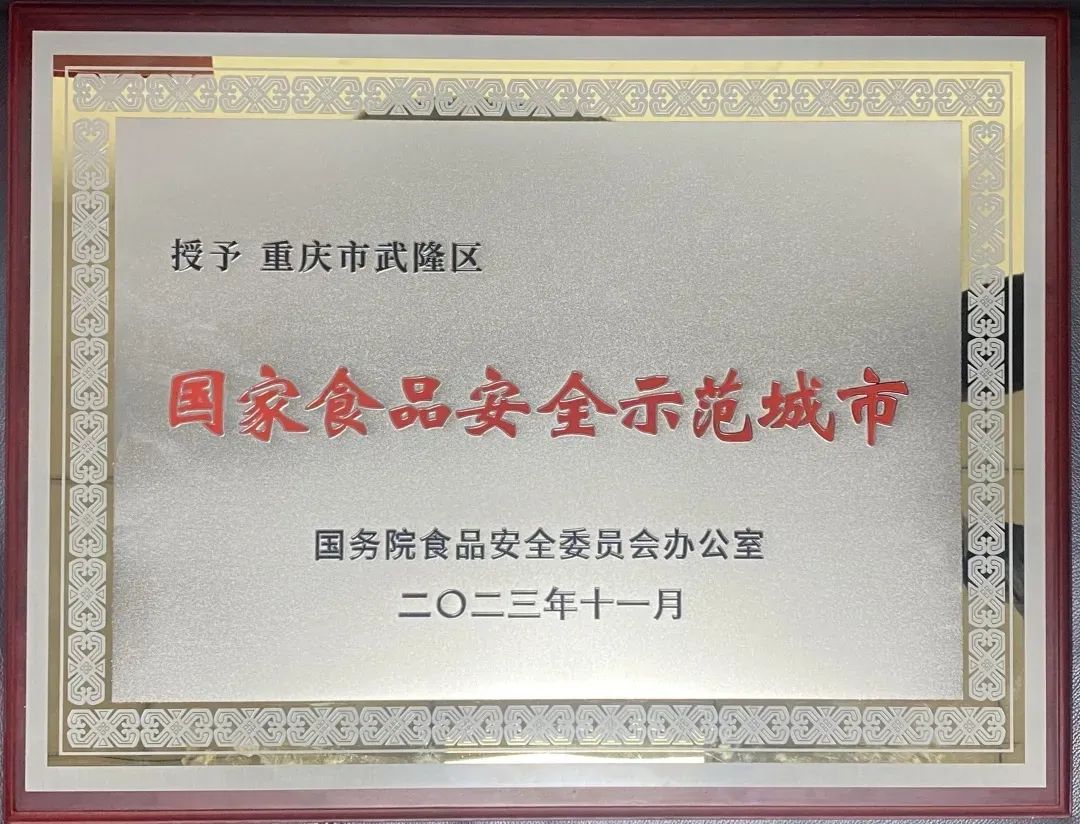 授予 重庆市武隆区
国家食品安全示范城市
国务院食品安全委员会办公室
二〇二三年十一月